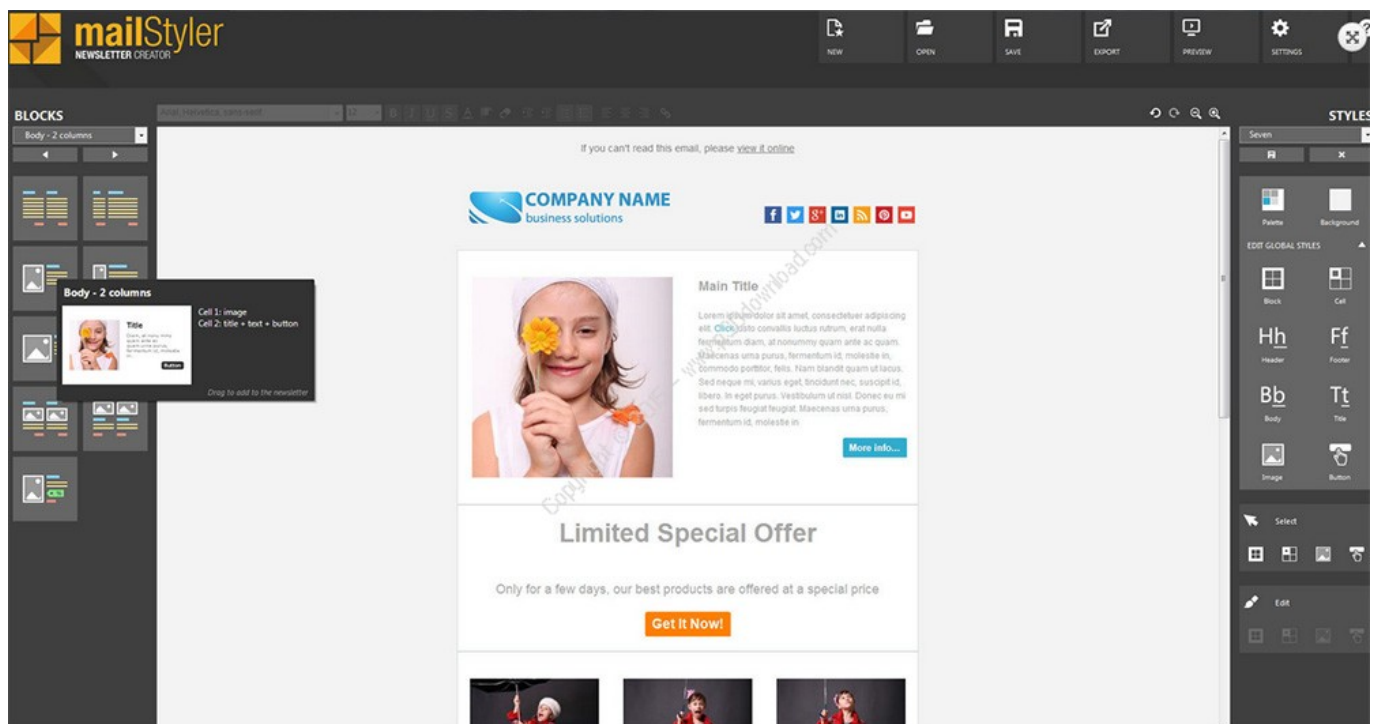 mailStyler
NEWSLETTER CREATOR
NEW
OPEN
SAVE
EXPORT
PREVIEW
SETTINGS
?
BLOCKS
Arial, Helvetica, sans-serif
12
B I U S A
STYLES
Body - 2 columns
Seven
If you can't read this email, please view it online
COMPANY NAME
business solutions
Palette
Background
EDIT GLOBAL STYLES
Block
Cell
Hh
Header
Ff
Footer
Bb
Body
Tt
Title
Image
Button
Select
Edit
Body - 2 columns
Cell 1: image
Cell 2: title + text + button
Title
Button
Drag to add to the newsletter
Main Title
Lorem ipsum dolor sit amet, consectetuer adipiscing
elit. Click justo convallis luctus rutrum, erat nulla
fermentum diam, at nonummy quam ante ac quam.
Maecenas urna purus, fermentum id, molestie in,
commodo porttitor, felis. Nam blandit quam ut lacus.
Sed neque mi, varius eget, tincidunt nec, suscipit id,
libero. In eget purus. Vestibulum ut nisl. Donec eu mi
sed turpis feugiat feugiat. Maecenas urna purus,
fermentum id, molestie in
More info...
Limited Special Offer
Only for a few days, our best products are offered at a special price
Get It Now!
Copyright ©